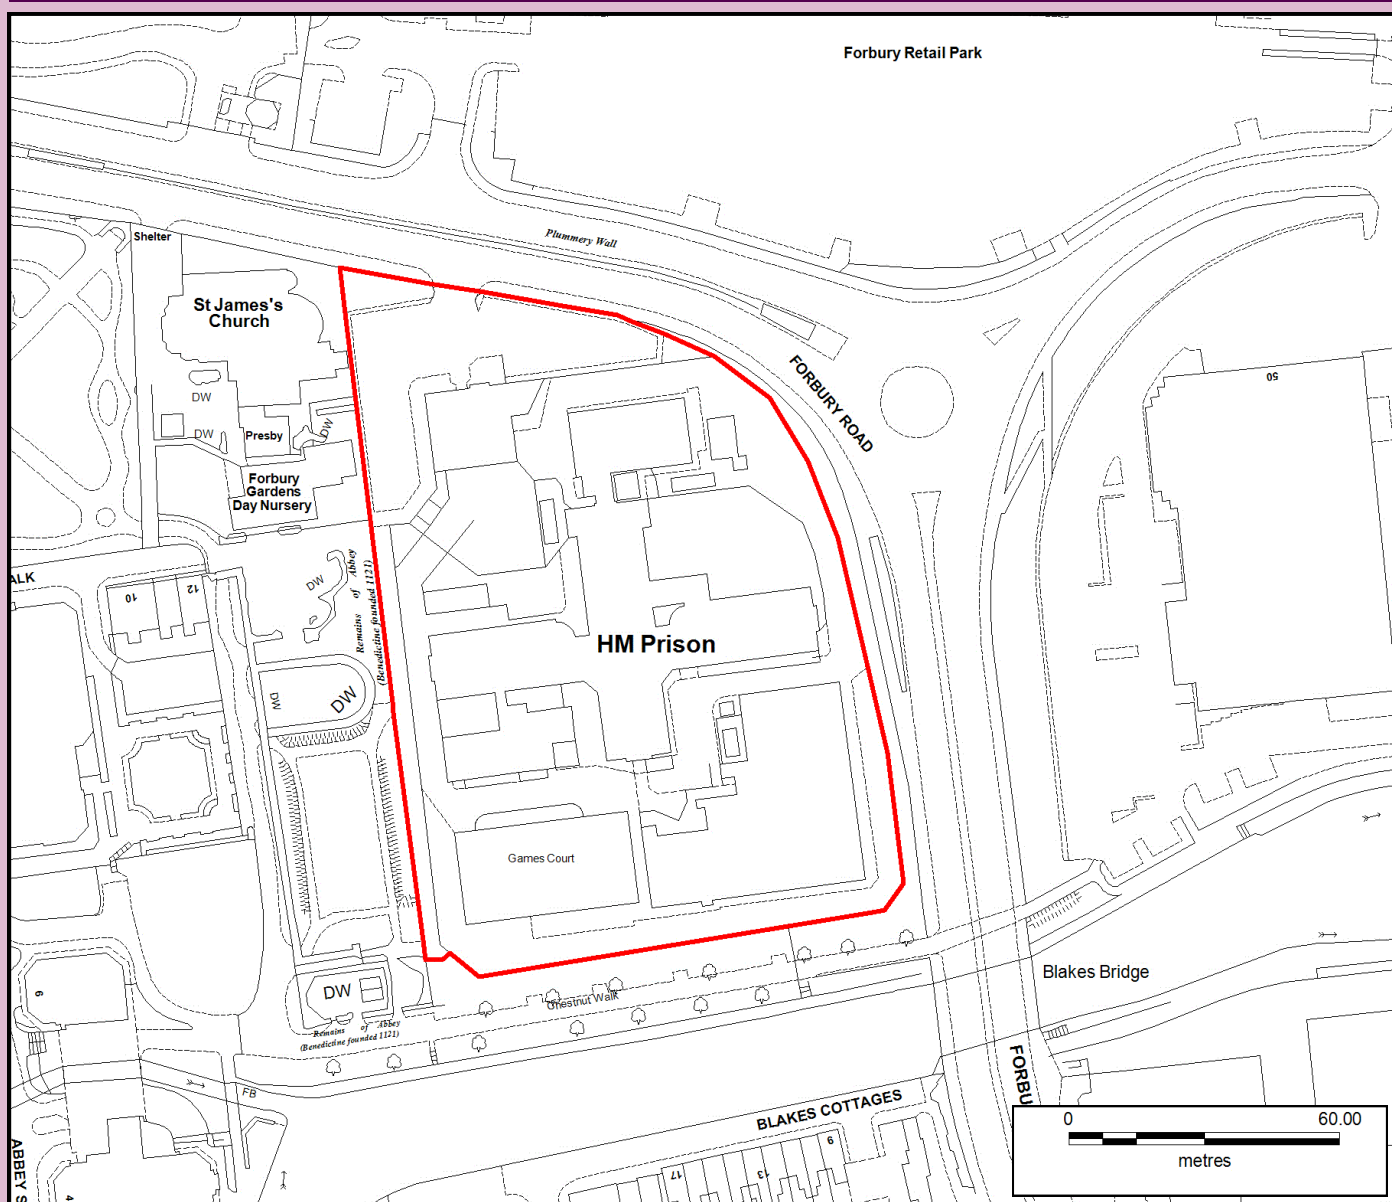 Forbury Retail Park
Plummery Wall
Shelter
St James's
Church
FORBURY ROAD
50
DW
DW
DW
Presby
Forbury
Gardens
Day Nursery
ALK
10
12
DW
Remains of Abbey
(Benedictine founded 1121)
HM Prison
DW
DW
Games Court
6
DW
Chestnut Walk
Remains of Abbey
(Benedictine founded 1121)
Blakes Bridge
FB
FORBU
BLAKES COTTAGES
ABBEY S
4
17
13
9
0 60.00
metres